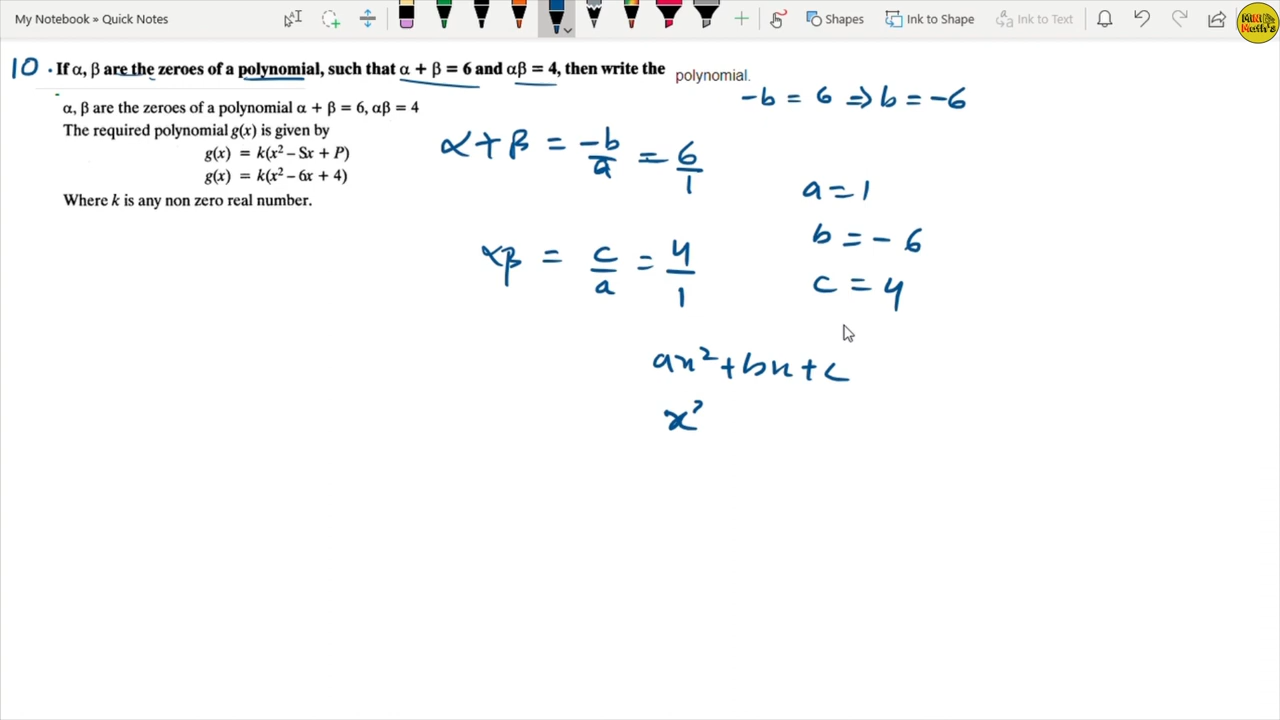 My Notebook » Quick Notes
Shapes
Ink to Shape
Ink to Text
10 . If α, β are the zeroes of a polynomial, such that α + β = 6 and αβ = 4, then write the polynomial.
-b = 6 => b = -6
α, β are the zeroes of a polynomial α + β = 6, αβ = 4
The required polynomial g(x) is given by
g(x) = k(x² – Sx + P)
g(x) = k(x² – 6x + 4)
Where k is any non zero real number.
α + β = -b/a = 6/1
a = 1
b = -6
αβ = c/a = 4/1
c = 4
ax² + bx + c
x²